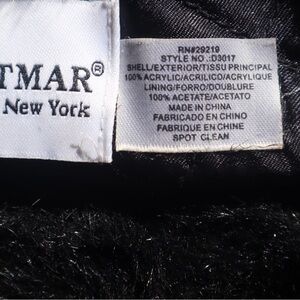 TMAR®
New York
RN#29219
STYLE NO .:D3017
SHELL/EXTERIOR/TISSU PRINCIPAL
100% ACRYLIC/ACRILICO/ACRYLIQUE
LINING/FORRO/DOUBLURE
100% ACETATE/ACETATO
MADE IN CHINA
FABRICADO EN CHINO
FABRIQUE EN CHINE
SPOT CLEAN